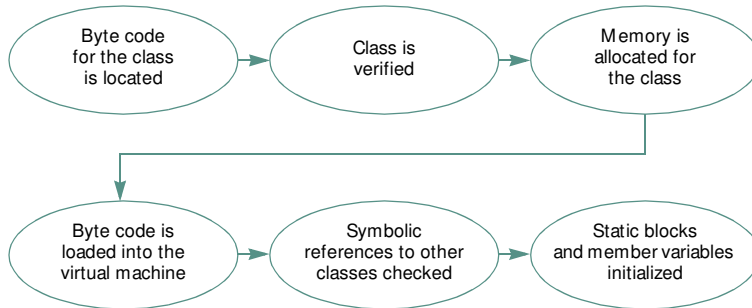 Byte code
for the class
is located
Class is
verified
Memory is
allocated for
the class
Byte code is
loaded into the
virtual machine
Symbolic
references to other
classes checked
Static blocks
and member variables
initialized